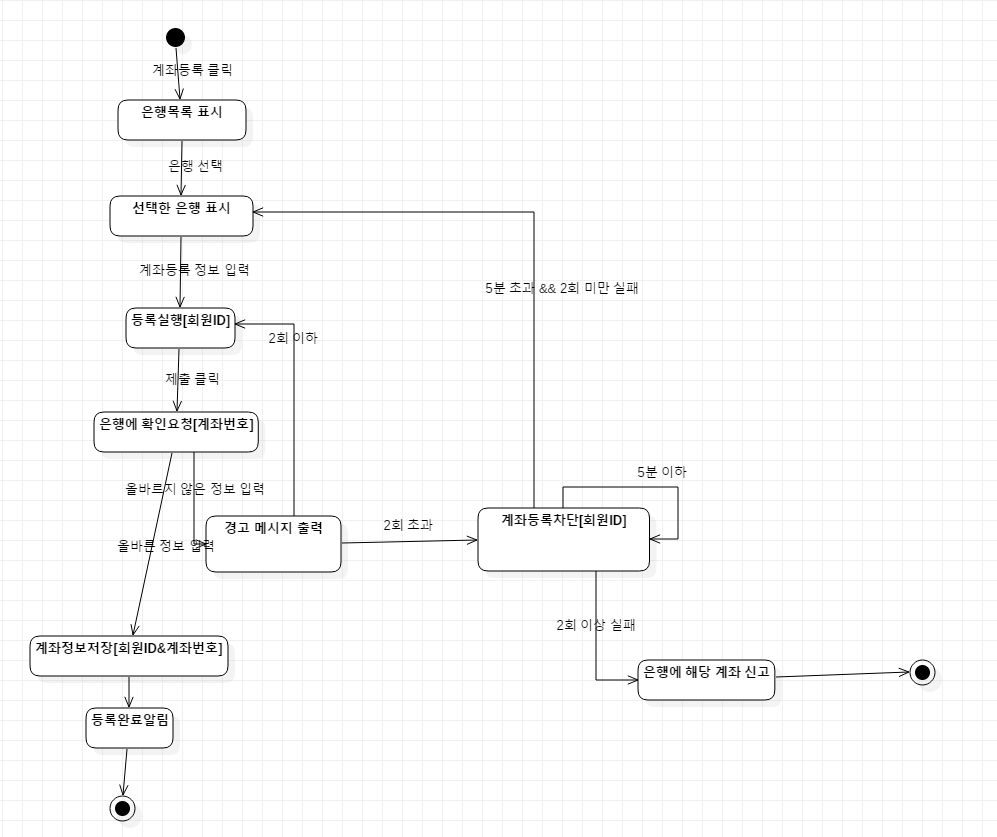 계좌등록 클릭
은행목록 표시
은행 선택
선택한 은행 표시
계좌등록 정보 입력
5분 초과 && 2회 미만 실패
등록실행[회원ID]
2회 이하
제출 클릭
은행에 확인요청[계좌번호]
5분 이하
올바르지 않은 정보 입력
경고 메시지 출력
2회 초과
계좌등록차단[회원ID]
올바른 정보 입력
2회 이상 실패
계좌정보저장[회원ID&계좌번호]
은행에 해당 계좌 신고
등록완료알림